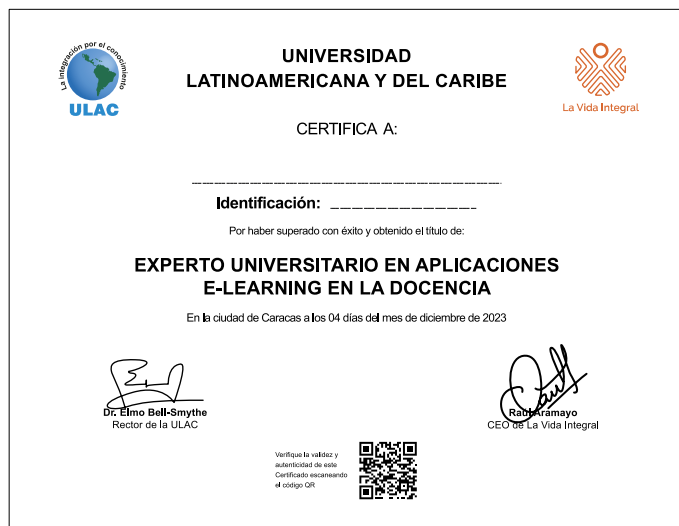 La integración por el conocimiento
ULAC
UNIVERSIDAD
LATINOAMERICANA Y DEL CARIBE
La Vida Integral
CERTIFICA A:
Identificación:
Por haber superado con éxito y obtenido el título de:
EXPERTO UNIVERSITARIO EN APLICACIONES
E-LEARNING EN LA DOCENCIA
En la ciudad de Caracas a los 04 días del mes de diciembre de 2023
Dr. Elmo Bell-Smythe
Rector de la ULAC
Raúl Aramayo
CEO de La Vida Integral
Verifique la validez y
autenticidad de este
Certificado escaneando
el código QR